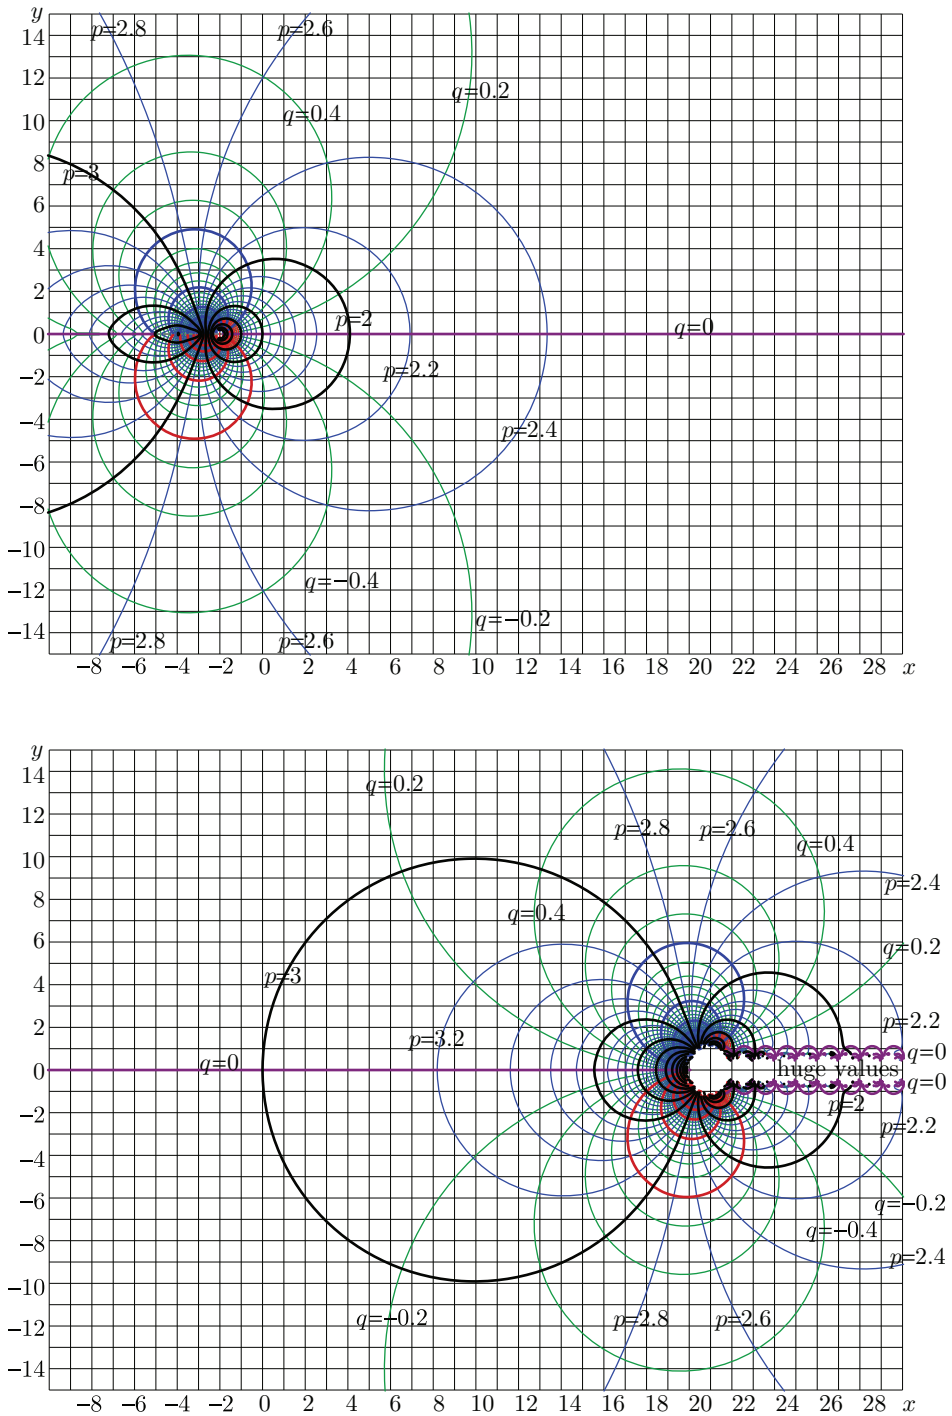 y
p=2.8 p=2.6
14
12
q=0.2
q=0.4
10
8
p=3
6
4
2
p=2 q=0
0
p=2.2
−2
−4
p=2.4
−6
−8
−10
q=−0.4
−12
q=−0.2
−14
p=2.8 p=2.6
−8 −6 −4 −2 0 2 4 6 8 10 12 14 16 18 20 22 24 26 28 x
y
14
q=0.2
12
p=2.8 p=2.6
q=0.4
10
p=2.4
8
q=0.4
6
q=0.2
4
p=3
2
p=2.2
p=3.2
q=0
q=0
0
huge values
q=0
−2
p=2
p=2.2
−4
−6
q=−0.2
q=−0.4
−8
p=2.4
−10
q=−0.2 p=2.8 p=2.6
−12
−14
−8 −6 −4 −2 0 2 4 6 8 10 12 14 16 18 20 22 24 26 28 x